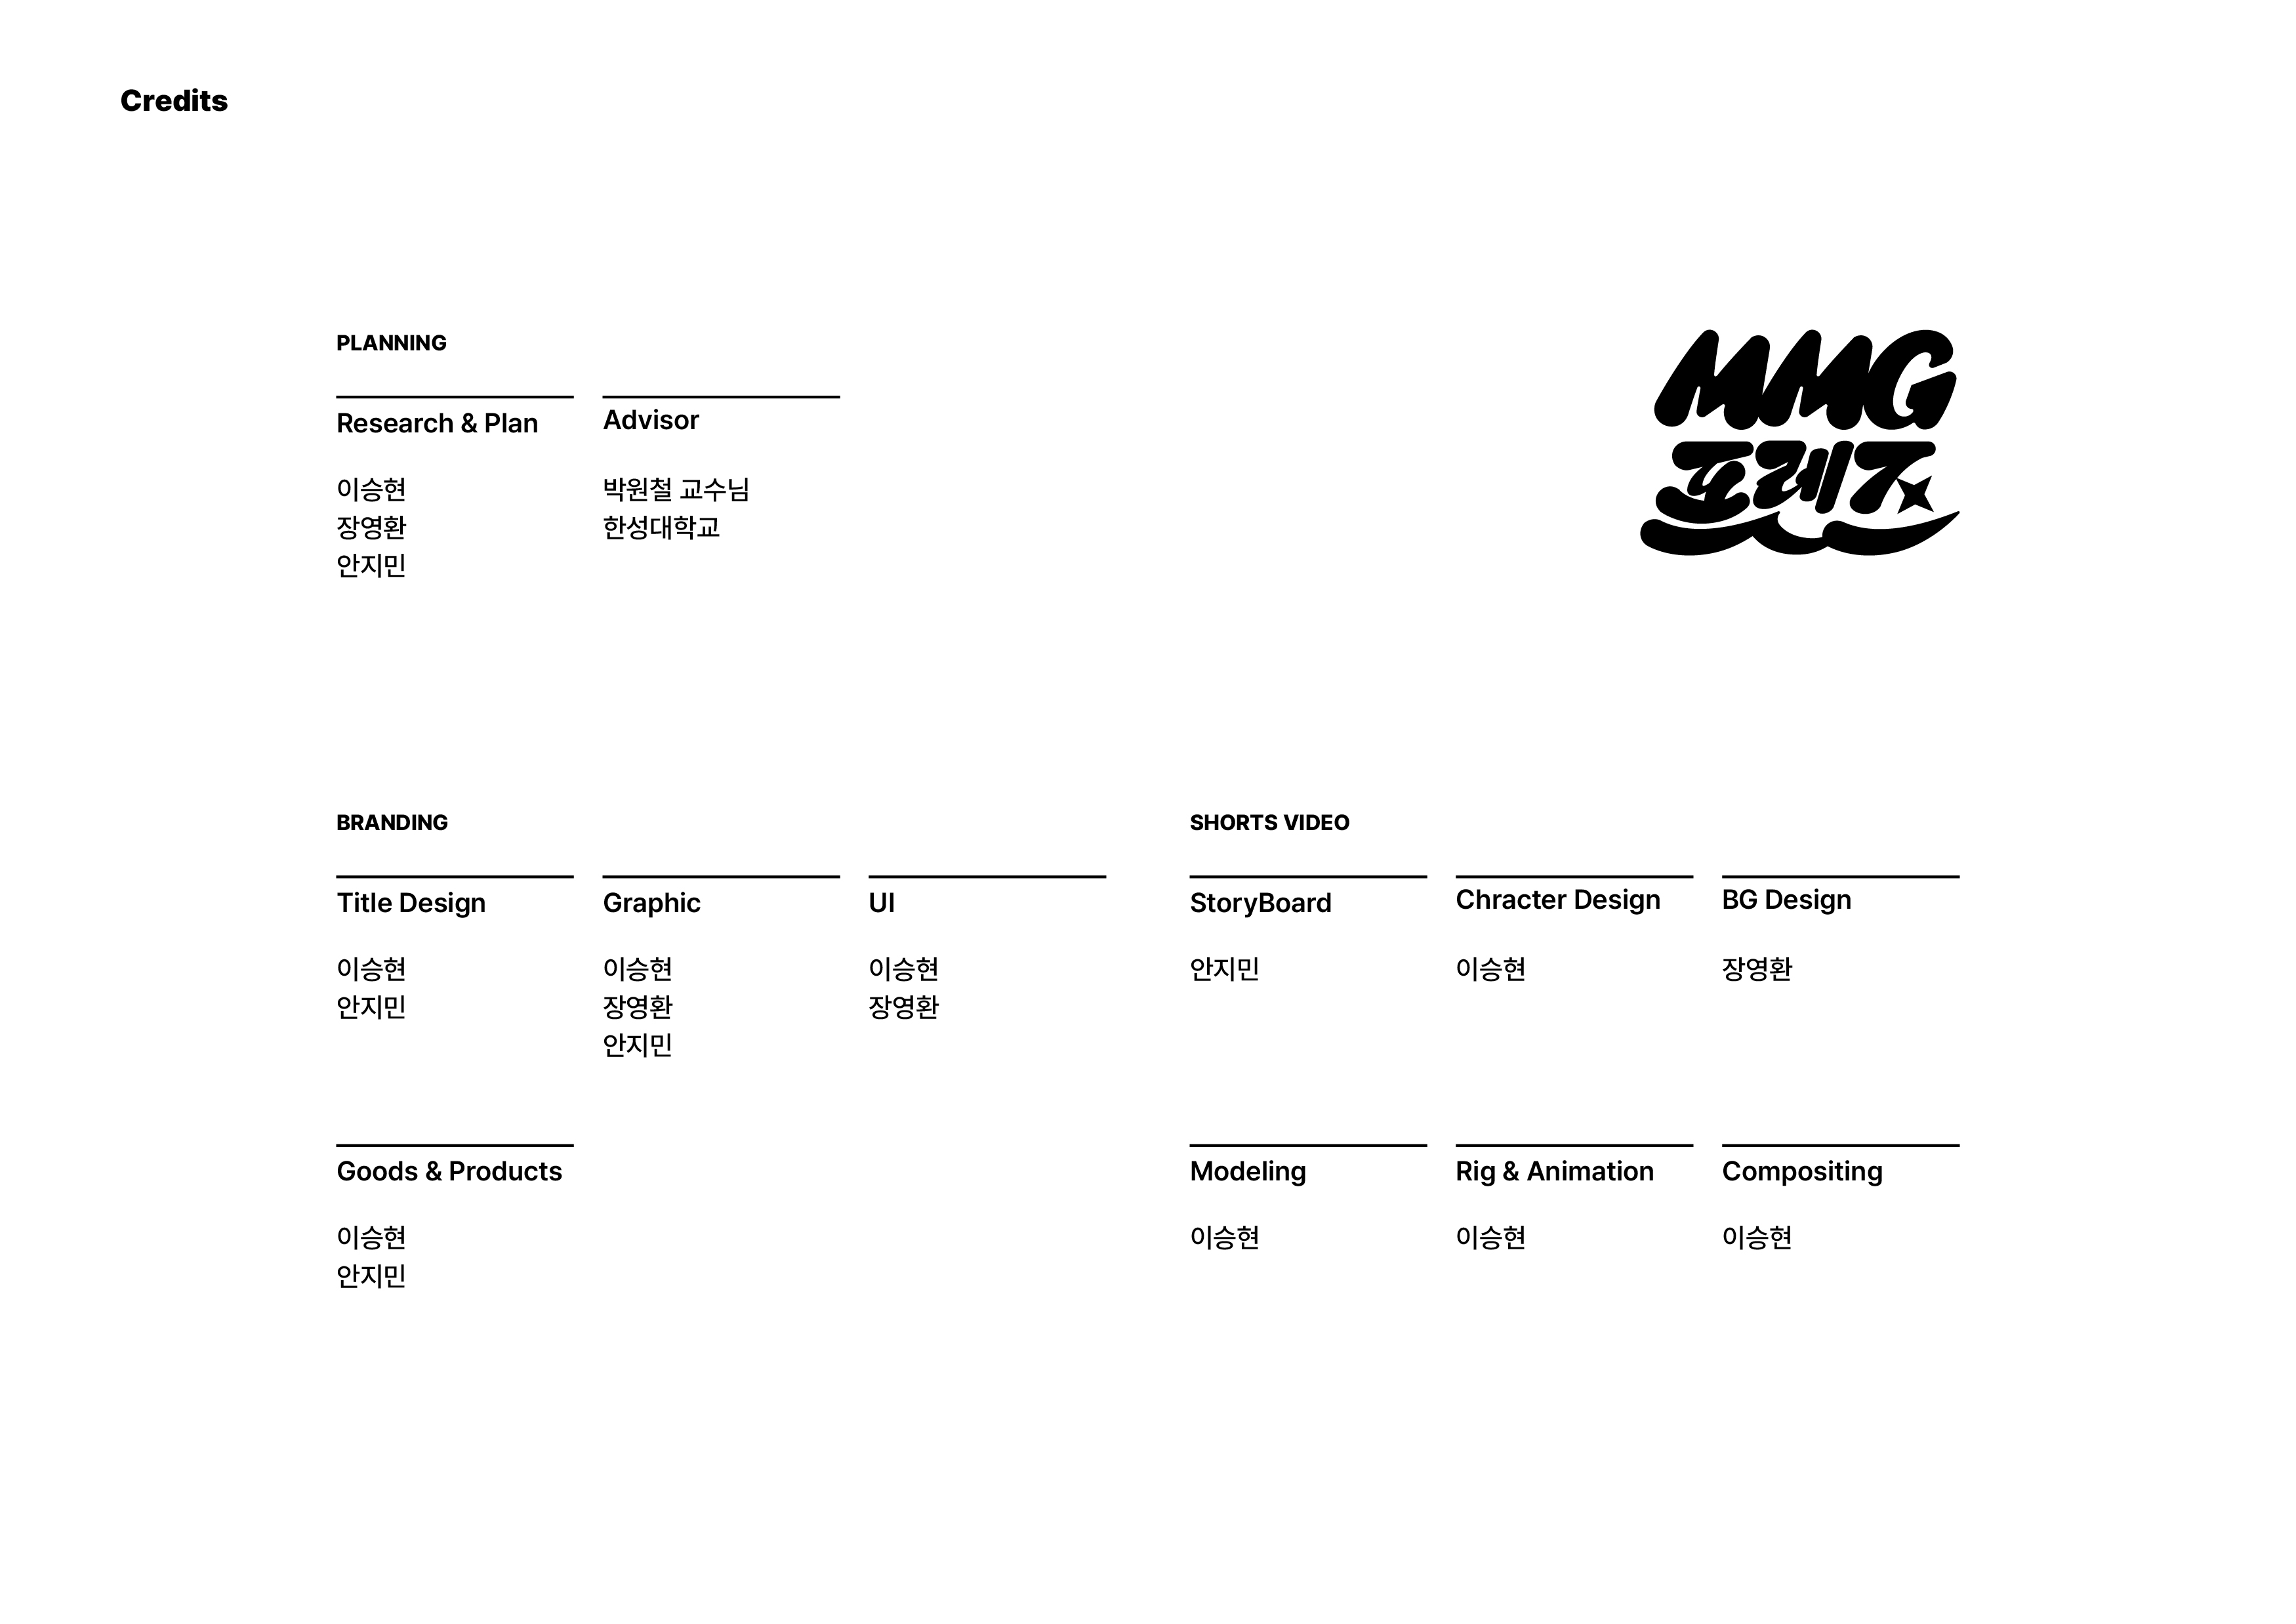 Credits
PLANNING
Research & Plan
이승현
장영환
안지민
Advisor
박원철 교수님
한성대학교
MMG
포레스
BRANDING
Title Design
이승현
안지민
Graphic
이승현
장영환
안지민
UI
이승현
장영환
Goods & Products
이승현
안지민
SHORTS VIDEO
StoryBoard
안지민
Chracter Design
이승현
BG Design
장영환
Modeling
이승현
Rig & Animation
이승현
Compositing
이승현